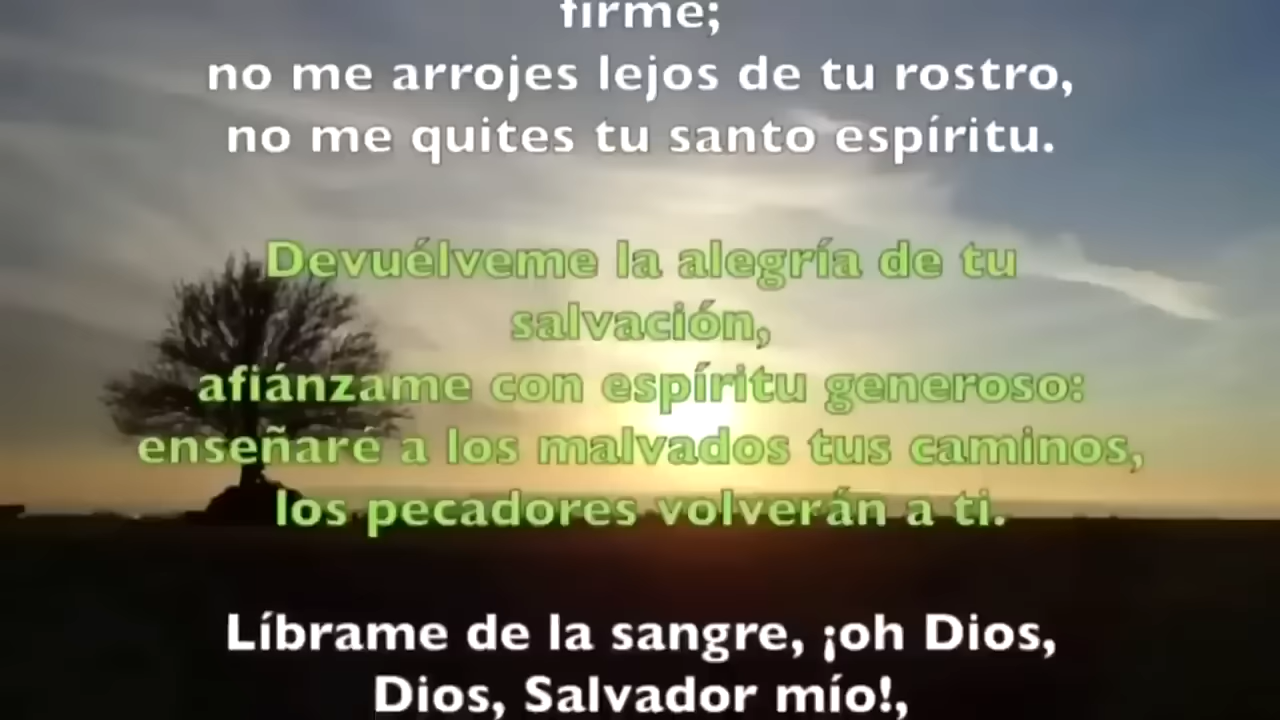 firme;
no me arrojes lejos de tu rostro,
no me quites tu santo espíritu.
Devuélveme la alegría de tu
salvación,
afiánzame con espíritu generoso:
enseñaré a los malvados tus caminos,
los pecadores volverán a ti.
Líbrame de la sangre, ¡oh Dios,
Dios, Salvador mío!,